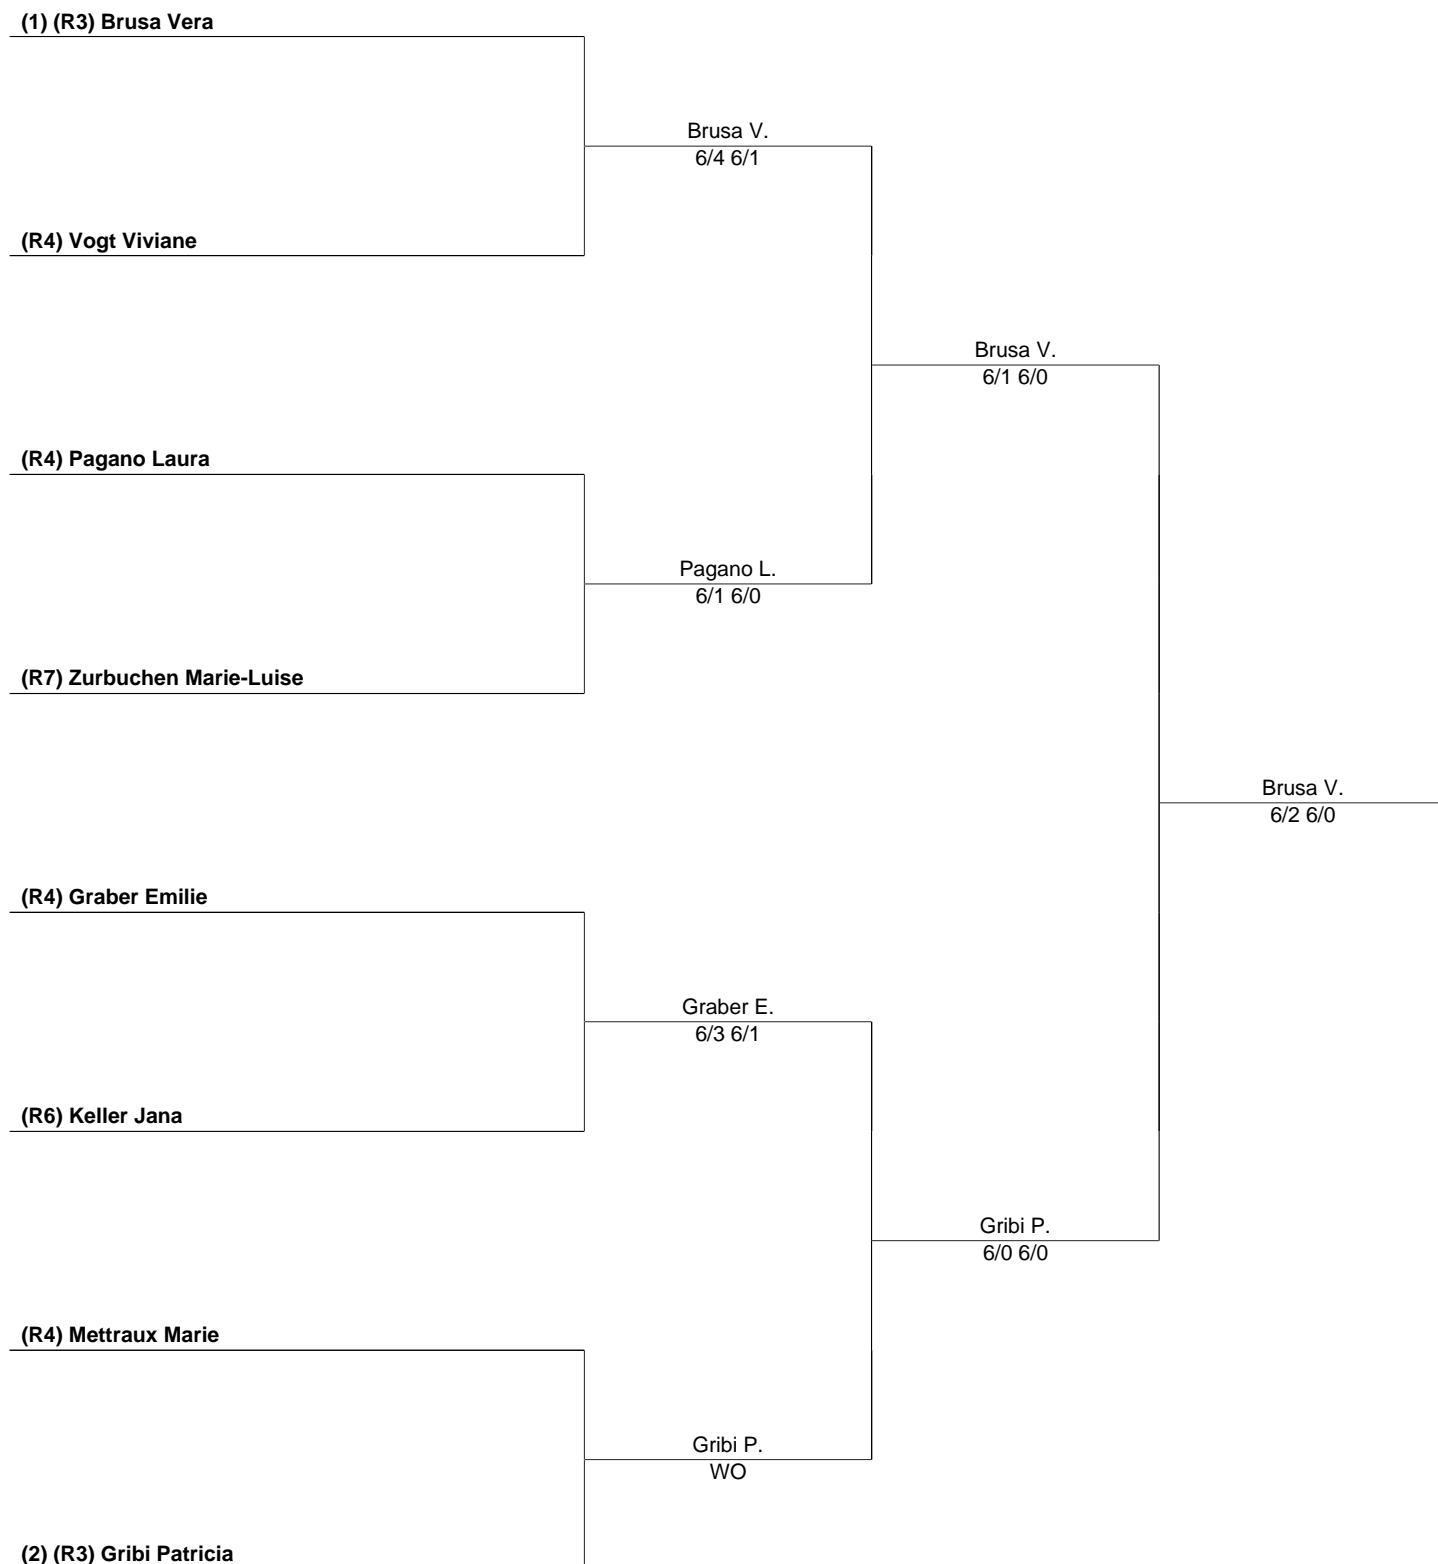 (1) (R3) Brusa Vera
Brusa V.
6/4 6/1
(R4) Vogt Viviane
Brusa V.
6/1 6/0
(R4) Pagano Laura
Pagano L.
6/1 6/0
(R7) Zurbuchen Marie-Luise
Brusa V.
6/2 6/0
(R4) Graber Emilie
Graber E.
6/3 6/1
(R6) Keller Jana
Gribi P.
6/0 6/0
(R4) Mettraux Marie
Gribi P.
WO
(2) (R3) Gribi Patricia